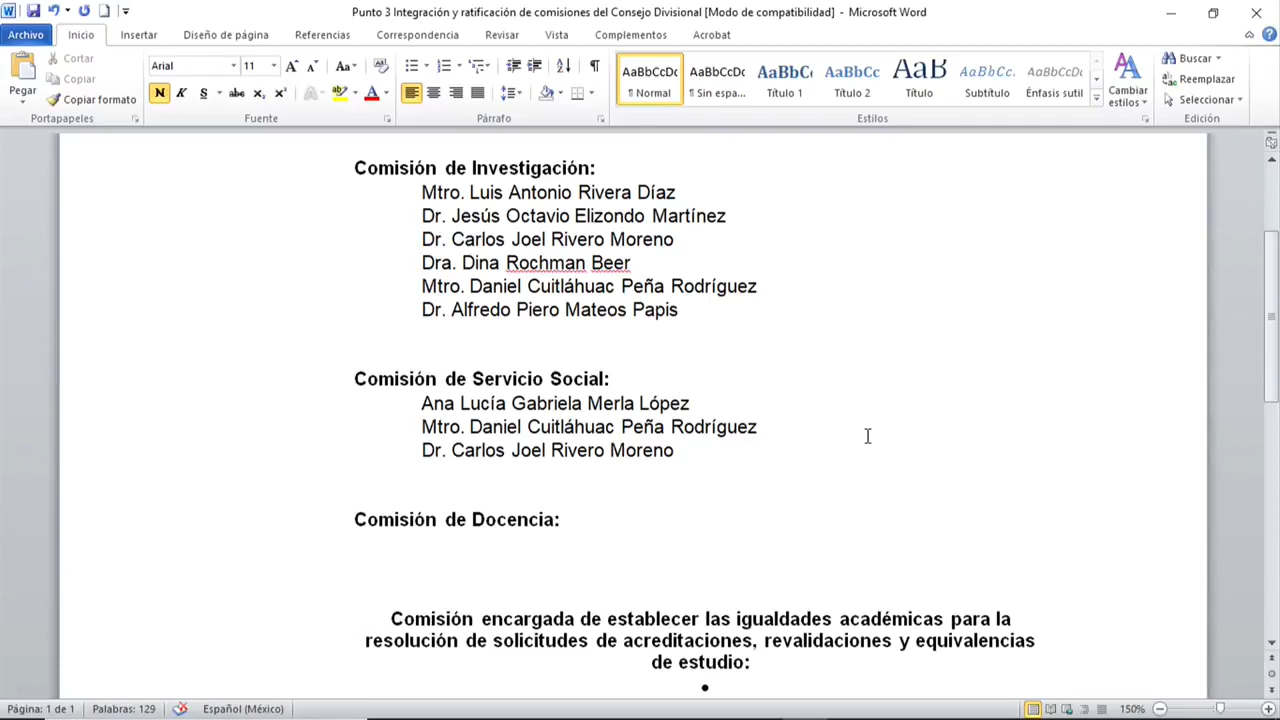 Punto 3 Integración y ratificación de comisiones del Consejo Divisional [Modo de compatibilidad] - Microsoft Word
Archivo Inicio Insertar Diseño de página Referencias Correspondencia Revisar Vista Complementos Acrobat
Pegar
Cortar
Copiar
Copiar formato
Portapapeles
Arial 11
Fuente
Párrafo
AaBbCcDc AaBbCcDc AaBbC AaBbCc AaB AaBbCc. AaBbCcDc
¶ Normal ¶ Sin espa... Título 1 Título 2 Título Subtítulo Énfasis sutil
Estilos
Cambiar estilos
Buscar
Reemplazar
Seleccionar
Edición
Comisión de Investigación:
Mtro. Luis Antonio Rivera Díaz
Dr. Jesús Octavio Elizondo Martínez
Dr. Carlos Joel Rivero Moreno
Dra. Dina Rochman Beer
Mtro. Daniel Cuitláhuac Peña Rodríguez
Dr. Alfredo Piero Mateos Papis
Comisión de Servicio Social:
Ana Lucía Gabriela Merla López
Mtro. Daniel Cuitláhuac Peña Rodríguez
Dr. Carlos Joel Rivero Moreno
Comisión de Docencia:
Comisión encargada de establecer las igualdades académicas para la
resolución de solicitudes de acreditaciones, revalidaciones y equivalencias
de estudio:
•
Página: 1 de 1 Palabras: 129 Español (México) 150%